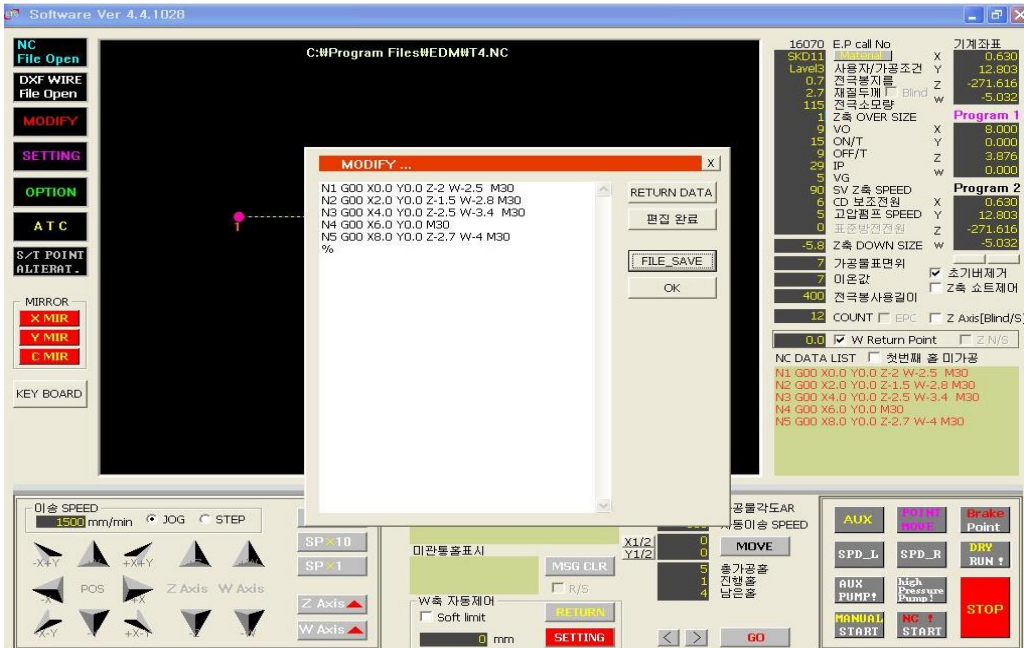 Software Ver 4.4.1028
NC
File Open
DXF WIRE
File Open
MODIFY
SETTING
OPTION
A T C
S/T POINT
ALTERAT.
MIRROR
X MIR
Y MIR
C MIR
KEY BOARD
C:₩Program Files₩EDM₩T4.NC
1
MODIFY ...
X
N1 G00 X0.0 Y0.0 Z-2 W-2.5 M30
N2 G00 X2.0 Y0.0 Z-1.5 W-2.8 M30
N3 G00 X4.0 Y0.0 Z-2.5 W-3.4 M30
N4 G00 X6.0 Y0.0 M30
N5 G00 X8.0 Y0.0 Z-2.7 W-4 M30
%
RETURN DATA
편집 완료
FILE_SAVE
OK
16070 E.P call No
SKD11 Material
Lavel3 사용자/가공조건
0.7 전극봉지름
2.7 재질두께 Blind
115 전극소모량
1 Z축 OVER SIZE
9 VO
15 ON/T
9 OFF/T
29 IP
5 VG
90 SV Z축 SPEED
6 CD 보조전원
5 고압펌프 SPEED
0 표준방전전원
-5.8 Z축 DOWN SIZE
7 가공물표면위
7 이온값
400 전극봉사용길이
12 COUNT EPC
기계좌표
X 0.630
Y 12.803
Z -271.616
W -5.032
Program 1
X 8.000
Y 0.000
Z 3.876
W 0.000
Program 2
X 0.630
Y 12.803
Z -271.616
W -5.032
초기버제거
Z축 쇼트제어
Z Axis[Blind/S]
0.0 W Return Point Z N/S
NC DATA LIST 첫번째 홀 미가공
N1 G00 X0.0 Y0.0 Z-2 W-2.5 M30
N2 G00 X2.0 Y0.0 Z-1.5 W-2.8 M30
N3 G00 X4.0 Y0.0 Z-2.5 W-3.4 M30
N4 G00 X6.0 Y0.0 M30
N5 G00 X8.0 Y0.0 Z-2.7 W-4 M30
이송 SPEED
1500 mm/min JOG STEP
-X+Y
+X+Y
-X
POS
+X
Z Axis W Axis
-X-Y
+X-Y
-Z
-W
SP×10
SP×1
Z Axis
W Axis
미관통홀표시
MSG CLR
R/S
W축 자동제어
Soft limit
0 mm
RETURN
SETTING
가공물각도AR
자동이송 SPEED
X1/2 0
Y1/2 0
MOVE
5 총가공홀
1 진행홀
4 남은홀
< >
GO
AUX
POINT
MOVE
Brake
Point
SPD_L
SPD_R
DRY
RUN !
AUX
PUMP!
high
Pressure
Pump!
STOP
MANUAL
START
NC !
START